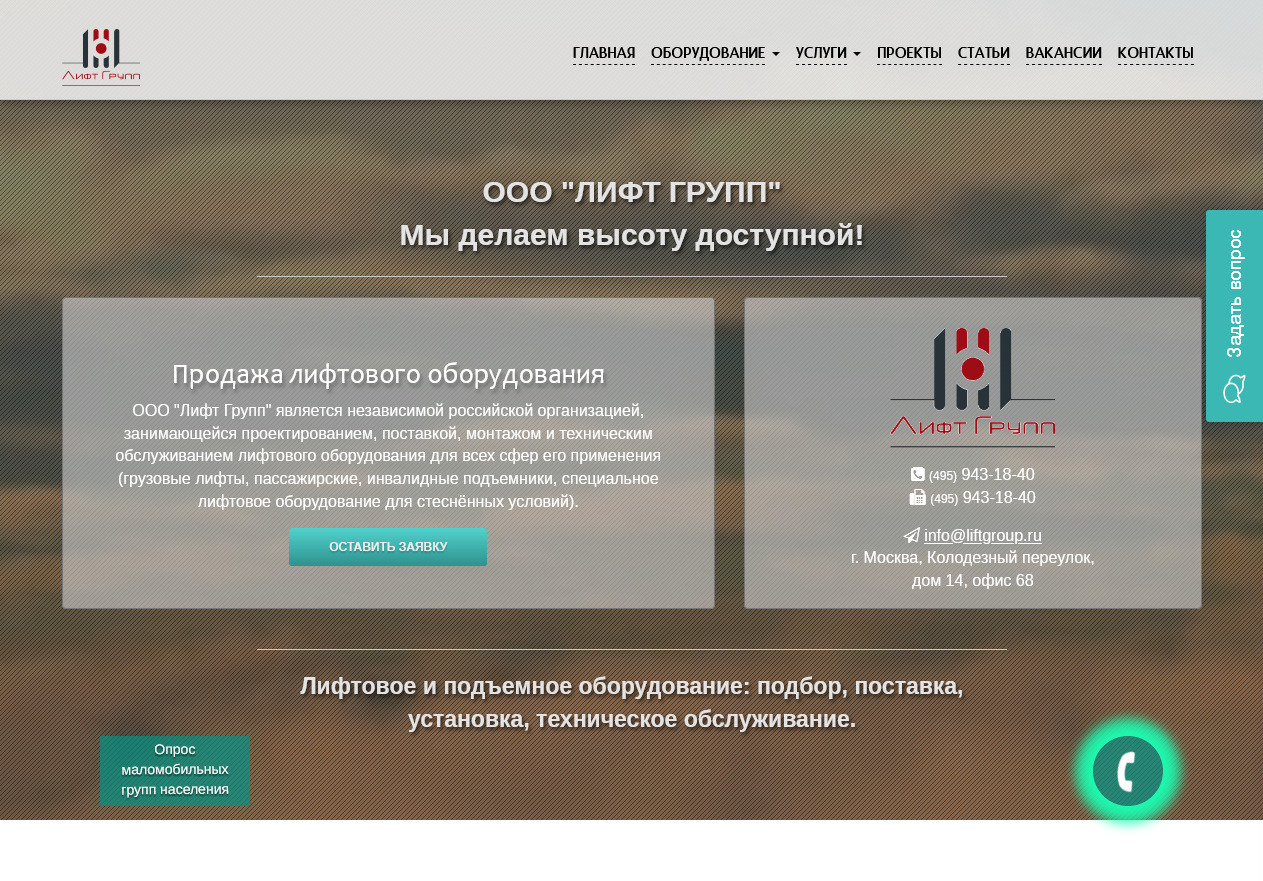 Лифт Групп
ГЛАВНАЯ ОБОРУДОВАНИЕ УСЛУГИ ПРОЕКТЫ СТАТЬИ ВАКАНСИИ КОНТАКТЫ
ООО "ЛИФТ ГРУПП"
Мы делаем высоту доступной!
Задать вопрос
Продажа лифтового оборудования
ООО "Лифт Групп" является независимой российской организацией,
занимающейся проектированием, поставкой, монтажом и техническим
обслуживанием лифтового оборудования для всех сфер его применения
(грузовые лифты, пассажирские, инвалидные подъемники, специальное
лифтовое оборудование для стеснённых условий).
ОСТАВИТЬ ЗАЯВКУ
Лифт Групп
(495) 943-18-40
(495) 943-18-40
info@liftgroup.ru
г. Москва, Колодезный переулок,
дом 14, офис 68
Лифтовое и подъемное оборудование: подбор, поставка,
установка, техническое обслуживание.
Опрос
маломобильных
групп населения